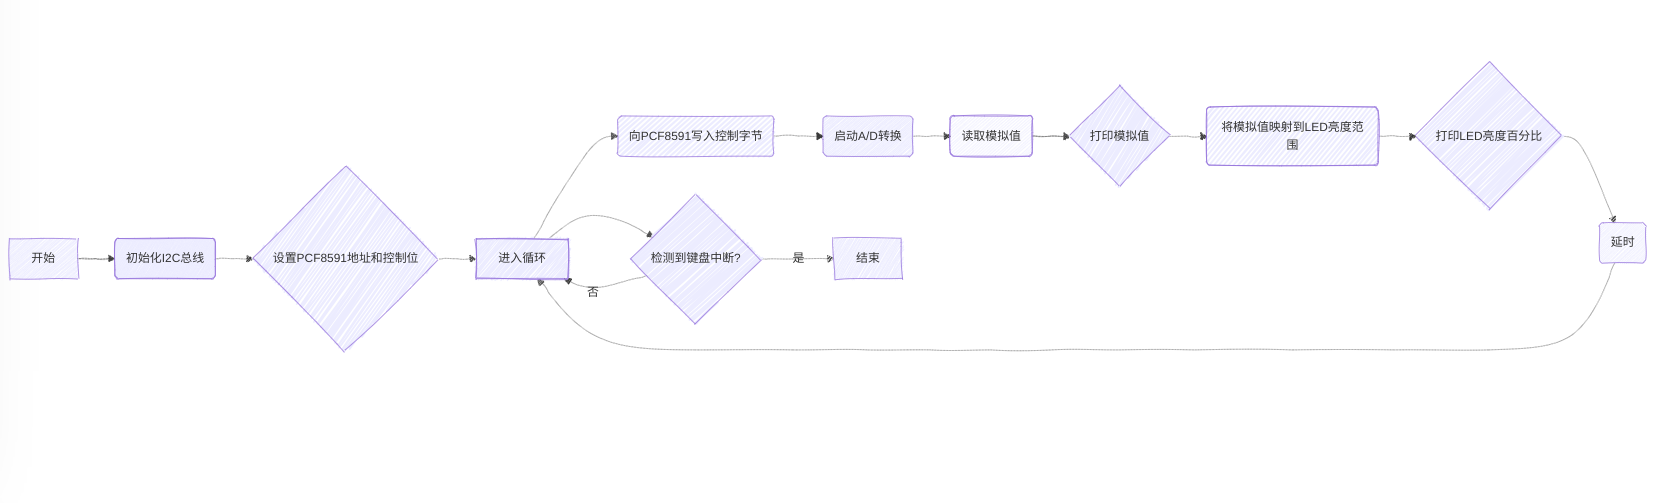 向PCF8591写入控制字节
启动A/D转换
读取模拟值
打印模拟值
将模拟值映射到LED亮度范
围
打印LED亮度百分比
开始
初始化I2C总线
设置PCF8591地址和控制位
进入循环
检测到键盘中断?
是
结束
延时
否